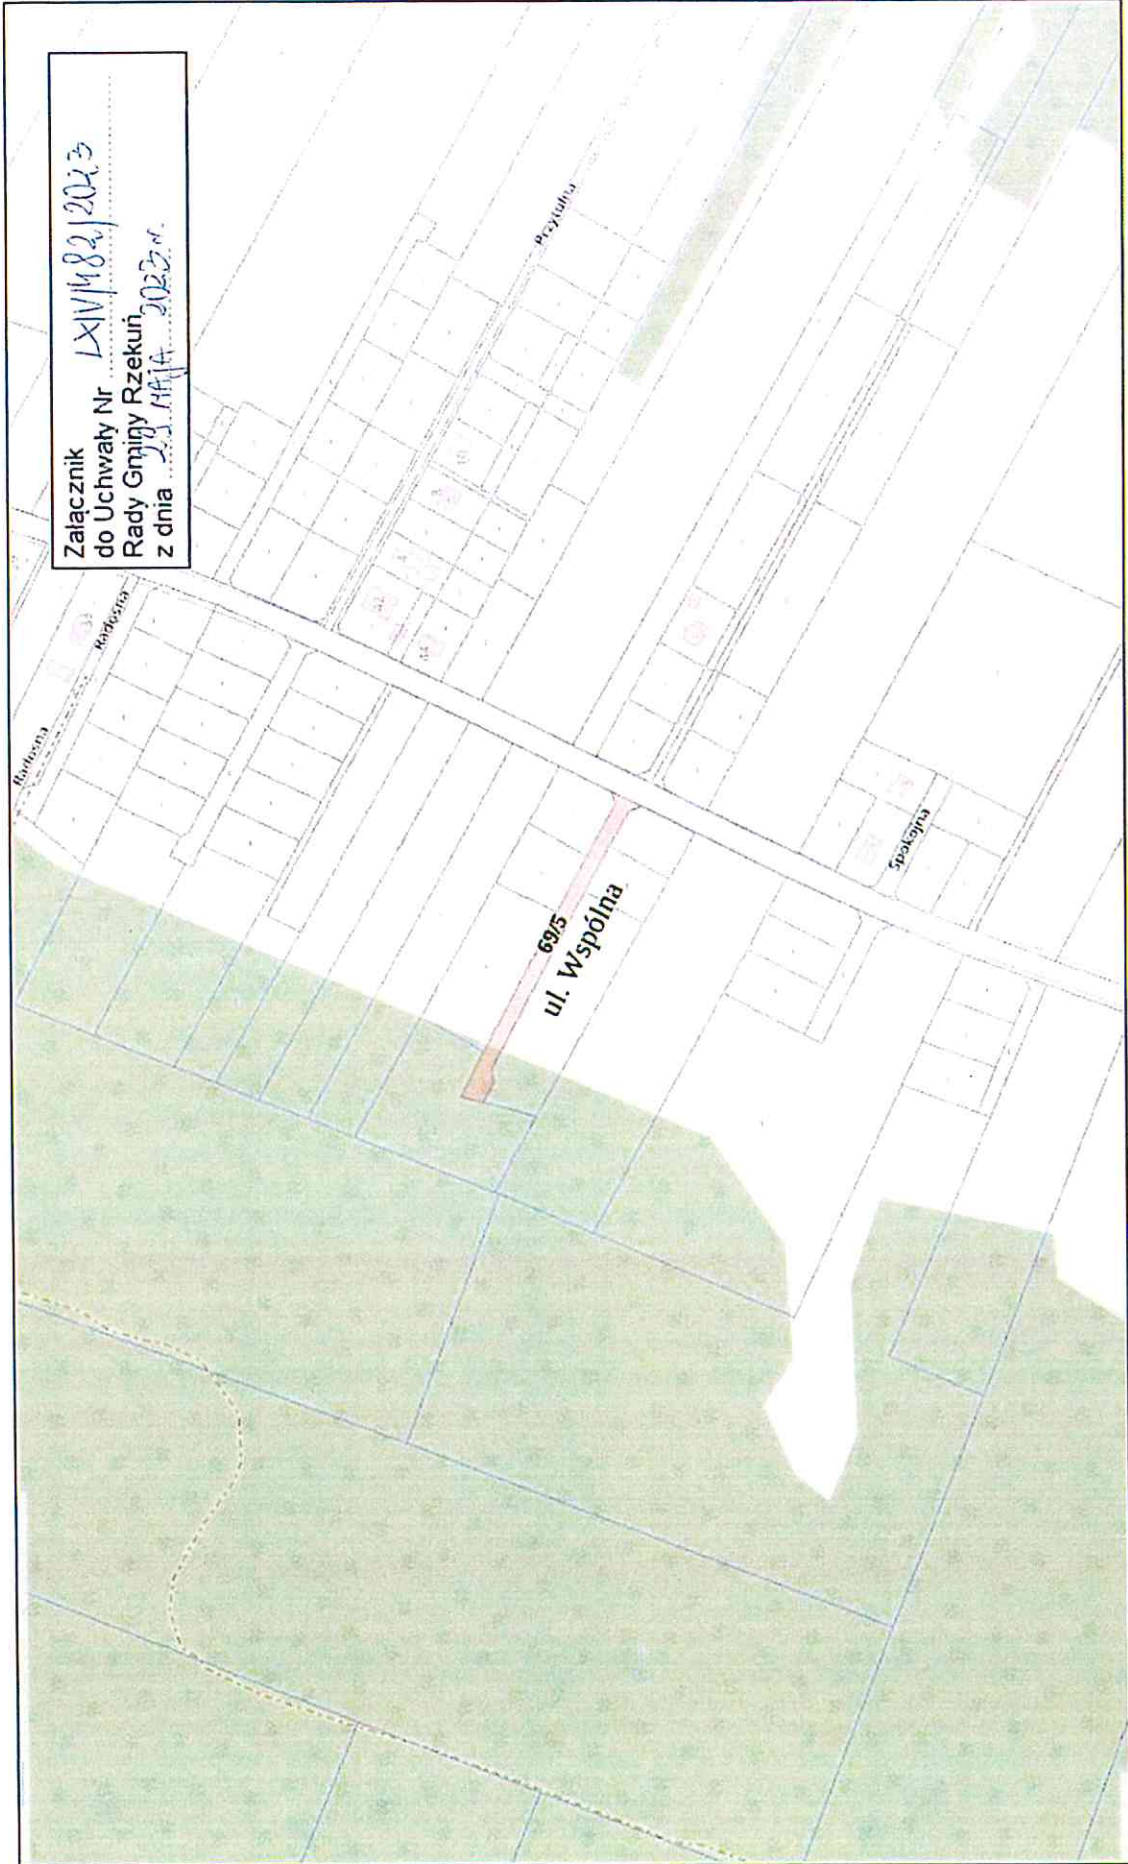 Załącznik
do Uchwały Nr LXIV/482/2023
Rady Gminy Rzekuń
z dnia 29 MAJA 2023 r.
Radosna
Radosna
Przytulna
69/5
ul. Wspólna
Spokojna